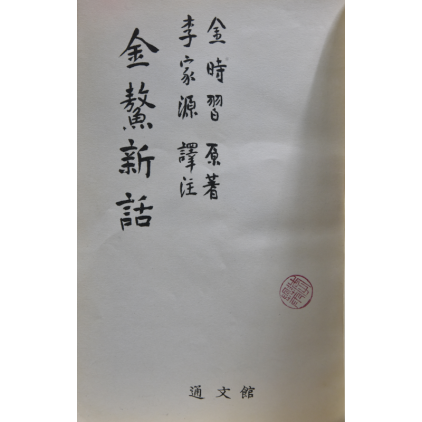 金時習 原著
李家源 譯注
金鰲新話
通文館